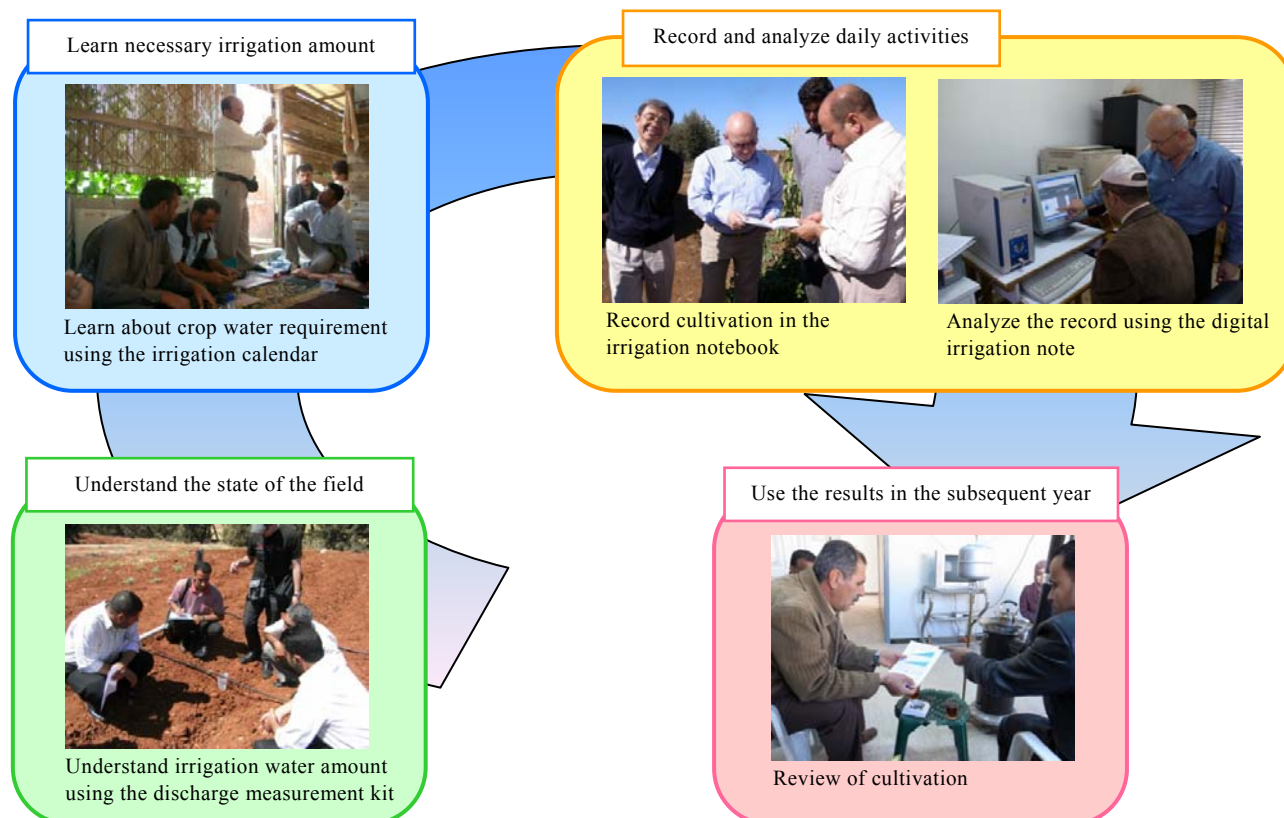 Learn necessary irrigation amount
Learn about crop water requirement
using the irrigation calendar
Record and analyze daily activities
Record cultivation in the
irrigation notebook
Analyze the record using the digital
irrigation note
Understand the state of the field
Understand irrigation water amount
using the discharge measurement kit
Use the results in the subsequent year
Review of cultivation